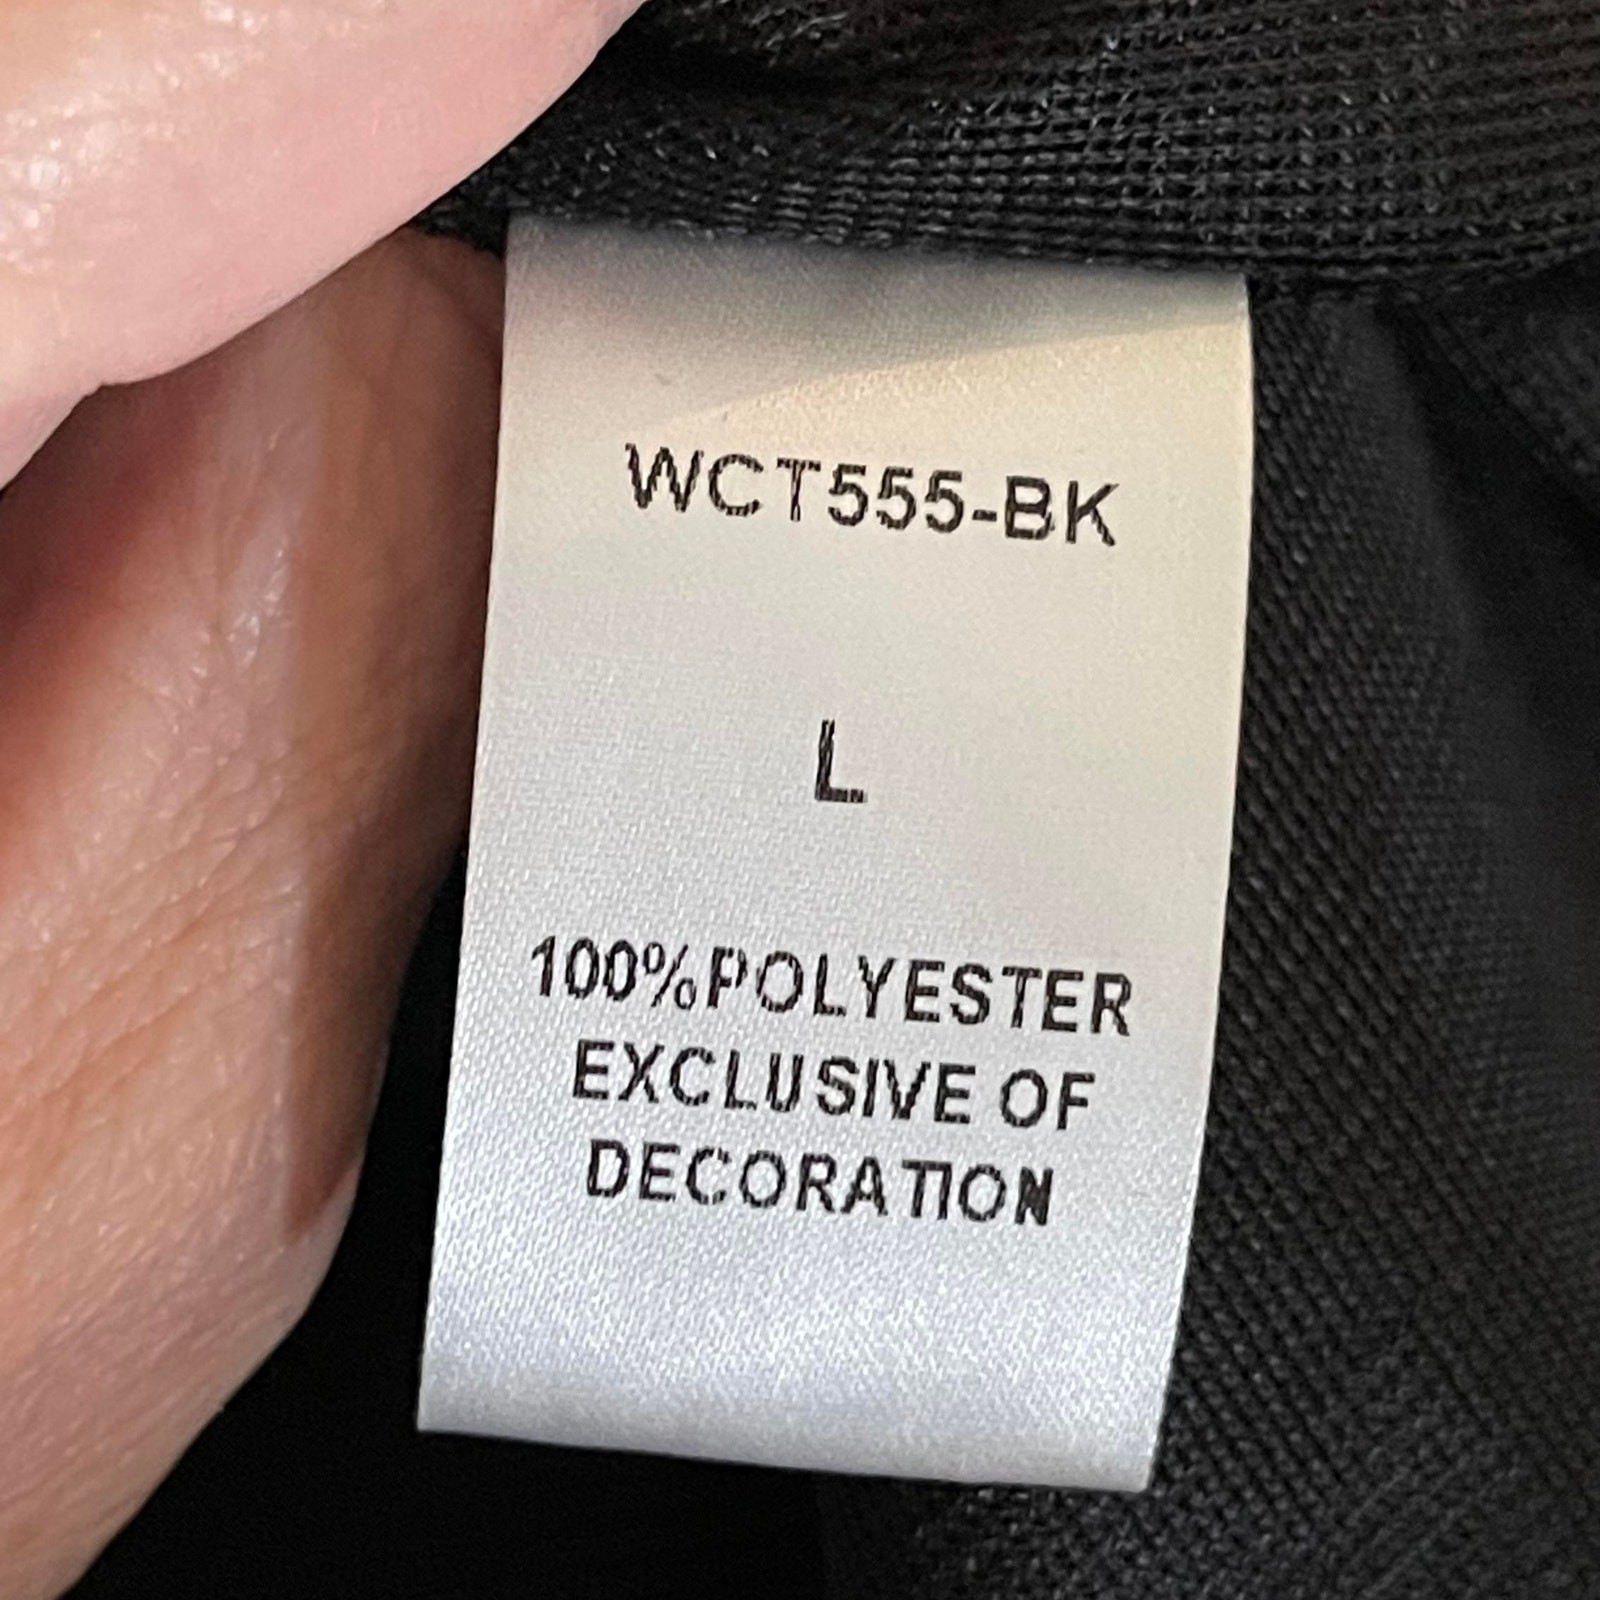 WCT555-BK
L
100%POLYESTER
EXCLUSIVE OF
DECORATION